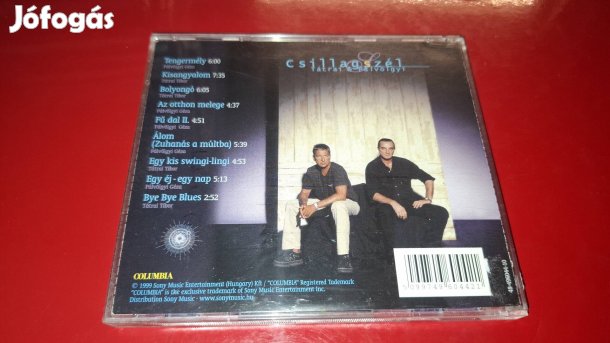 Jófogás
Csillagszél
Tátrai & Pálvölgyi
Tengermély 6:00
Pálvölgyi Géza
Kisangyalom 7:35
Tátrai Tibor
Bolyongó 6:05
Pálvölgyi Géza
Az otthon melege 4:37
Pálvölgyi Géza
Fű dal II. 4:51
Pálvölgyi Géza
Álom
(Zuhanás a múltba) 5:39
Pálvölgyi Géza
Egy kis swingi-lingi 4:53
Tátrai Tibor
Egy éj - egy nap 5:13
Pálvölgyi Géza
Bye Bye Blues 2:52
Tátrai Tibor
COLUMBIA
© 1999 Sony Music Entertainment (Hungary) Kft / "COLUMBIA" Registered Trademark
"COLUMBIA" is the exclusive trademark of Sony Music Entertainment Inc.
Distribution Sony Music - www.sonymusic.hu